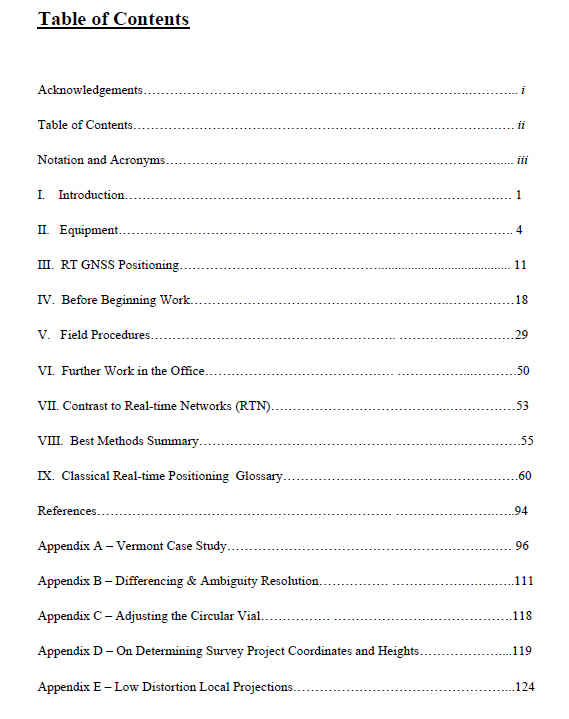 Table of Contents
Acknowledgements.......................................................................... i
Table of Contents............................................................................ ii
Notation and Acronyms..................................................................... iii
I. Introduction............................................................................. 1
II. Equipment.............................................................................. 4
III. RT GNSS Positioning................................................................. 11
IV. Before Beginning Work...............................................................18
V. Field Procedures........................................................................29
VI. Further Work in the Office............................................................50
VII. Contrast to Real-time Networks (RTN)................................................53
VIII. Best Methods Summary..............................................................55
IX. Classical Real-time Positioning Glossary..............................................60
References..................................................................................94
Appendix A – Vermont Case Study......................................................... 96
Appendix B – Differencing & Ambiguity Resolution........................................111
Appendix C – Adjusting the Circular Vial..................................................118
Appendix D – On Determining Survey Project Coordinates and Heights.....................119
Appendix E – Low Distortion Local Projections............................................124